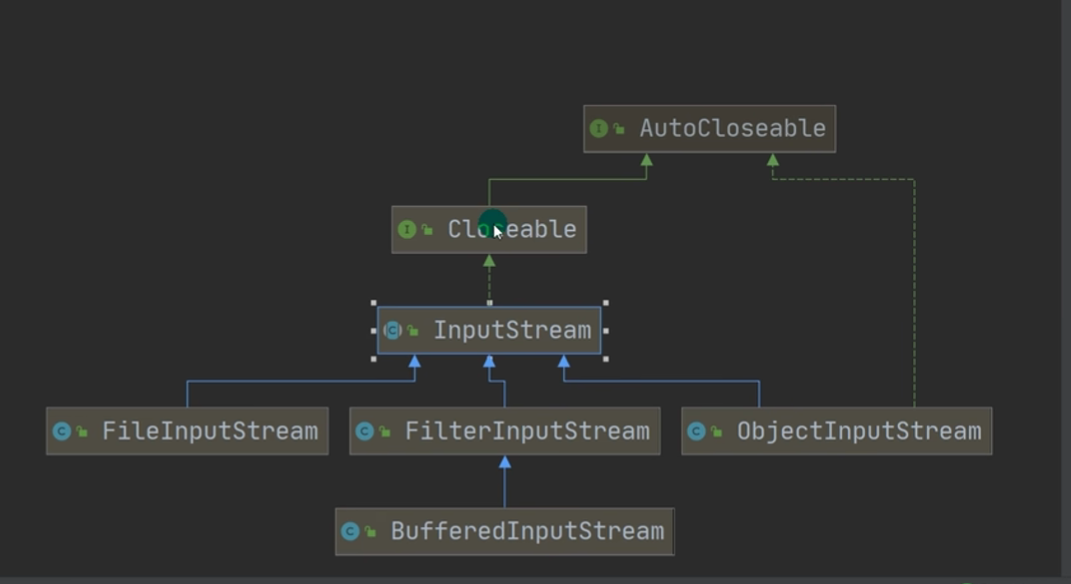 AutoCloseable
Closeable
InputStream
FileInputStream
FilterInputStream
ObjectInputStream
BufferedInputStream